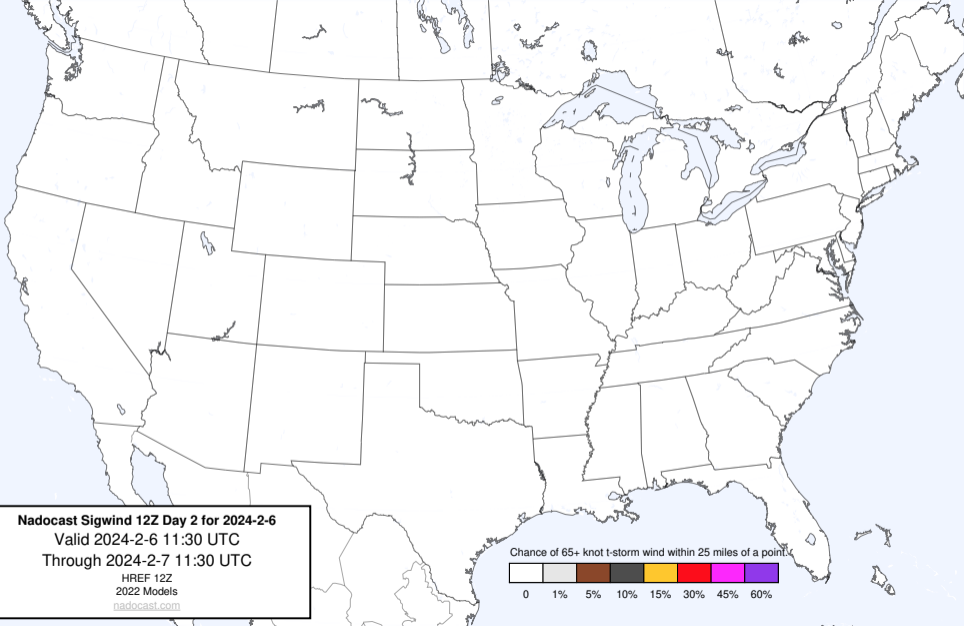 Nadocast Sigwind 12Z Day 2 for 2024-2-6
Valid 2024-2-6 11:30 UTC
Through 2024-2-7 11:30 UTC
HREF 12Z
2022 Models
nadocast.com
Chance of 65+ knot t-storm wind within 25 miles of a point.
0 1% 5% 10% 15% 30% 45% 60%